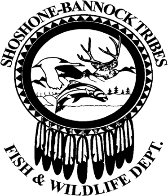 SHOSHONE-BANNOCK TRIBES
FISH & WILDLIFE DEPT.